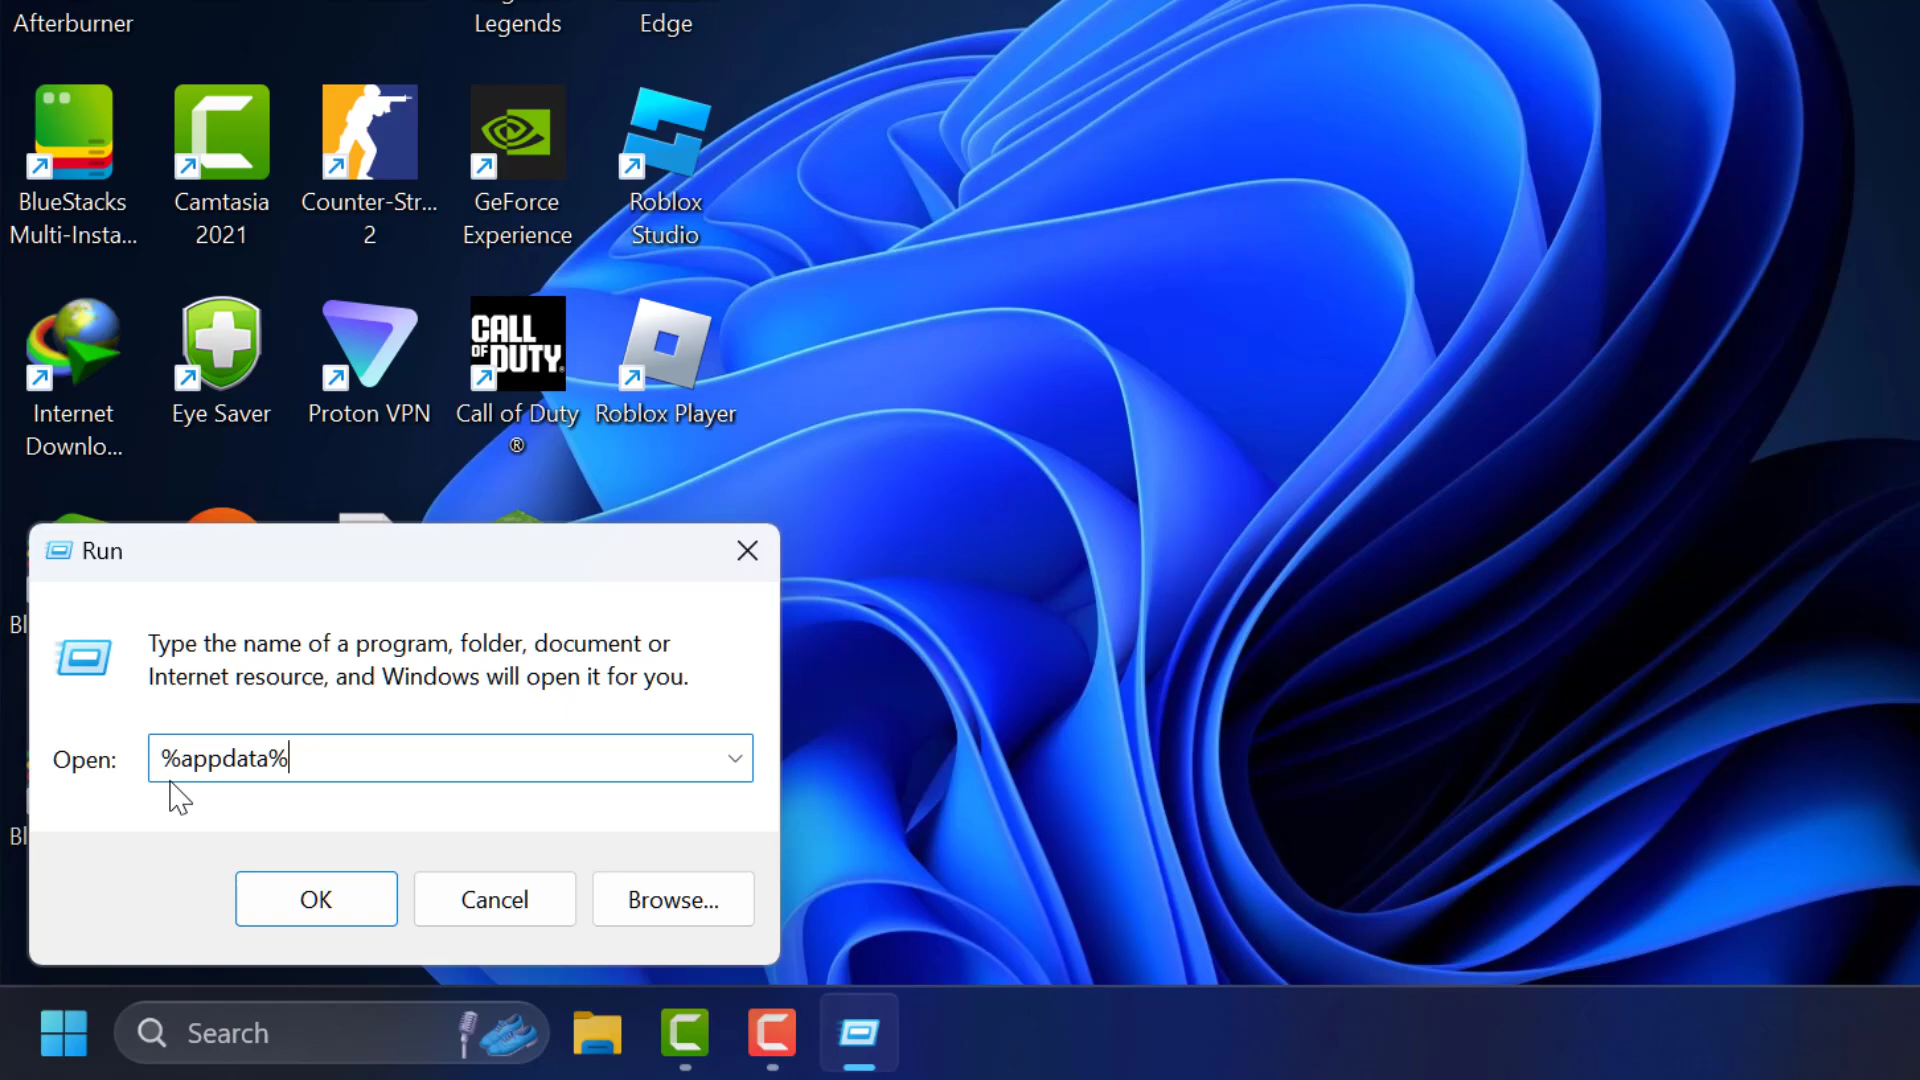 Afterburner
Legends
Edge
BlueStacks
Multi-Insta...
Camtasia
2021
Counter-Str...
2
GeForce
Experience
Roblox
Studio
Internet
Downlo...
Eye Saver
Proton VPN
CALL
OF DUTY
Call of Duty
®
Roblox Player
Bl
Bl
Run
Type the name of a program, folder, document or
Internet resource, and Windows will open it for you.
Open: %appdata%
OK Cancel Browse...
Search